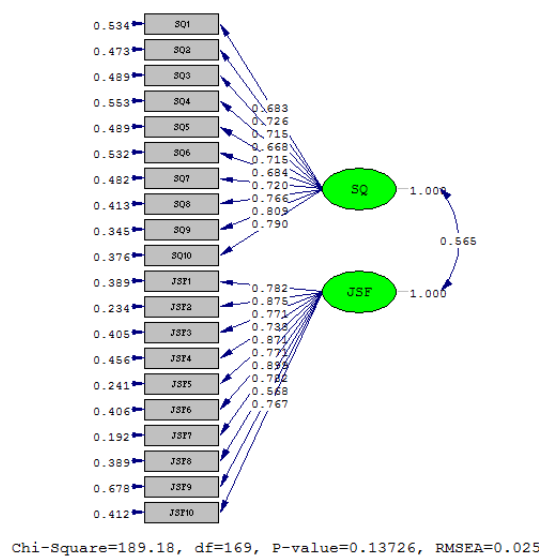 0.534 SQ1
0.473 SQ2
0.489 SQ3
0.553 SQ4
0.489 SQ5
0.532 SQ6
0.482 SQ7
0.413 SQ8
0.345 SQ9
0.376 SQ10
0.389 JSF1
0.234 JSF2
0.405 JSF3
0.456 JSF4
0.241 JSF5
0.406 JSF6
0.192 JSF7
0.389 JSF8
0.678 JSF9
0.412 JSF10
0.683
0.726
0.715
0.668
0.715
0.684
0.720
0.766
0.809
0.790
0.782
0.875
0.771
0.738
0.871
0.771
0.899
0.782
0.568
0.767
SQ 1.000
0.565
JSF 1.000
Chi-Square=189.18, df=169, P-value=0.13726, RMSEA=0.025